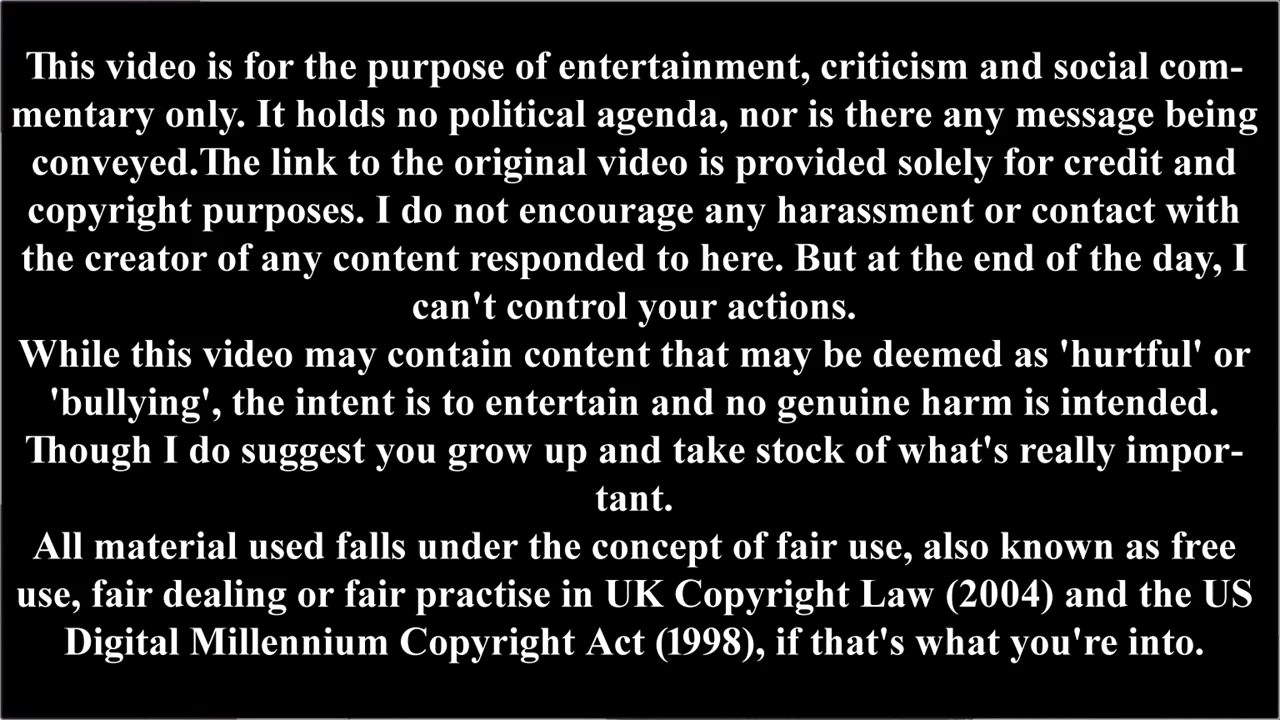 This video is for the purpose of entertainment, criticism and social com-
mentary only. It holds no political agenda, nor is there any message being
conveyed.The link to the original video is provided solely for credit and
copyright purposes. I do not encourage any harassment or contact with
the creator of any content responded to here. But at the end of the day, I
can't control your actions.
While this video may contain content that may be deemed as 'hurtful' or
'bullying', the intent is to entertain and no genuine harm is intended.
Though I do suggest you grow up and take stock of what's really impor-
tant.
All material used falls under the concept of fair use, also known as free
use, fair dealing or fair practise in UK Copyright Law (2004) and the US
Digital Millennium Copyright Act (1998), if that's what you're into.